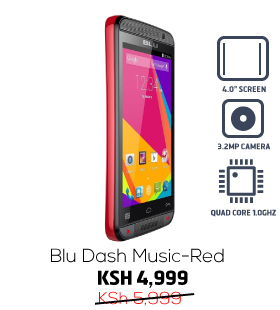 BLU
4.0" SCREEN
3.2MP CAMERA
QUAD CORE 1.0GHZ
Blu Dash Music-Red
KSH 4,999
KSh 5,999